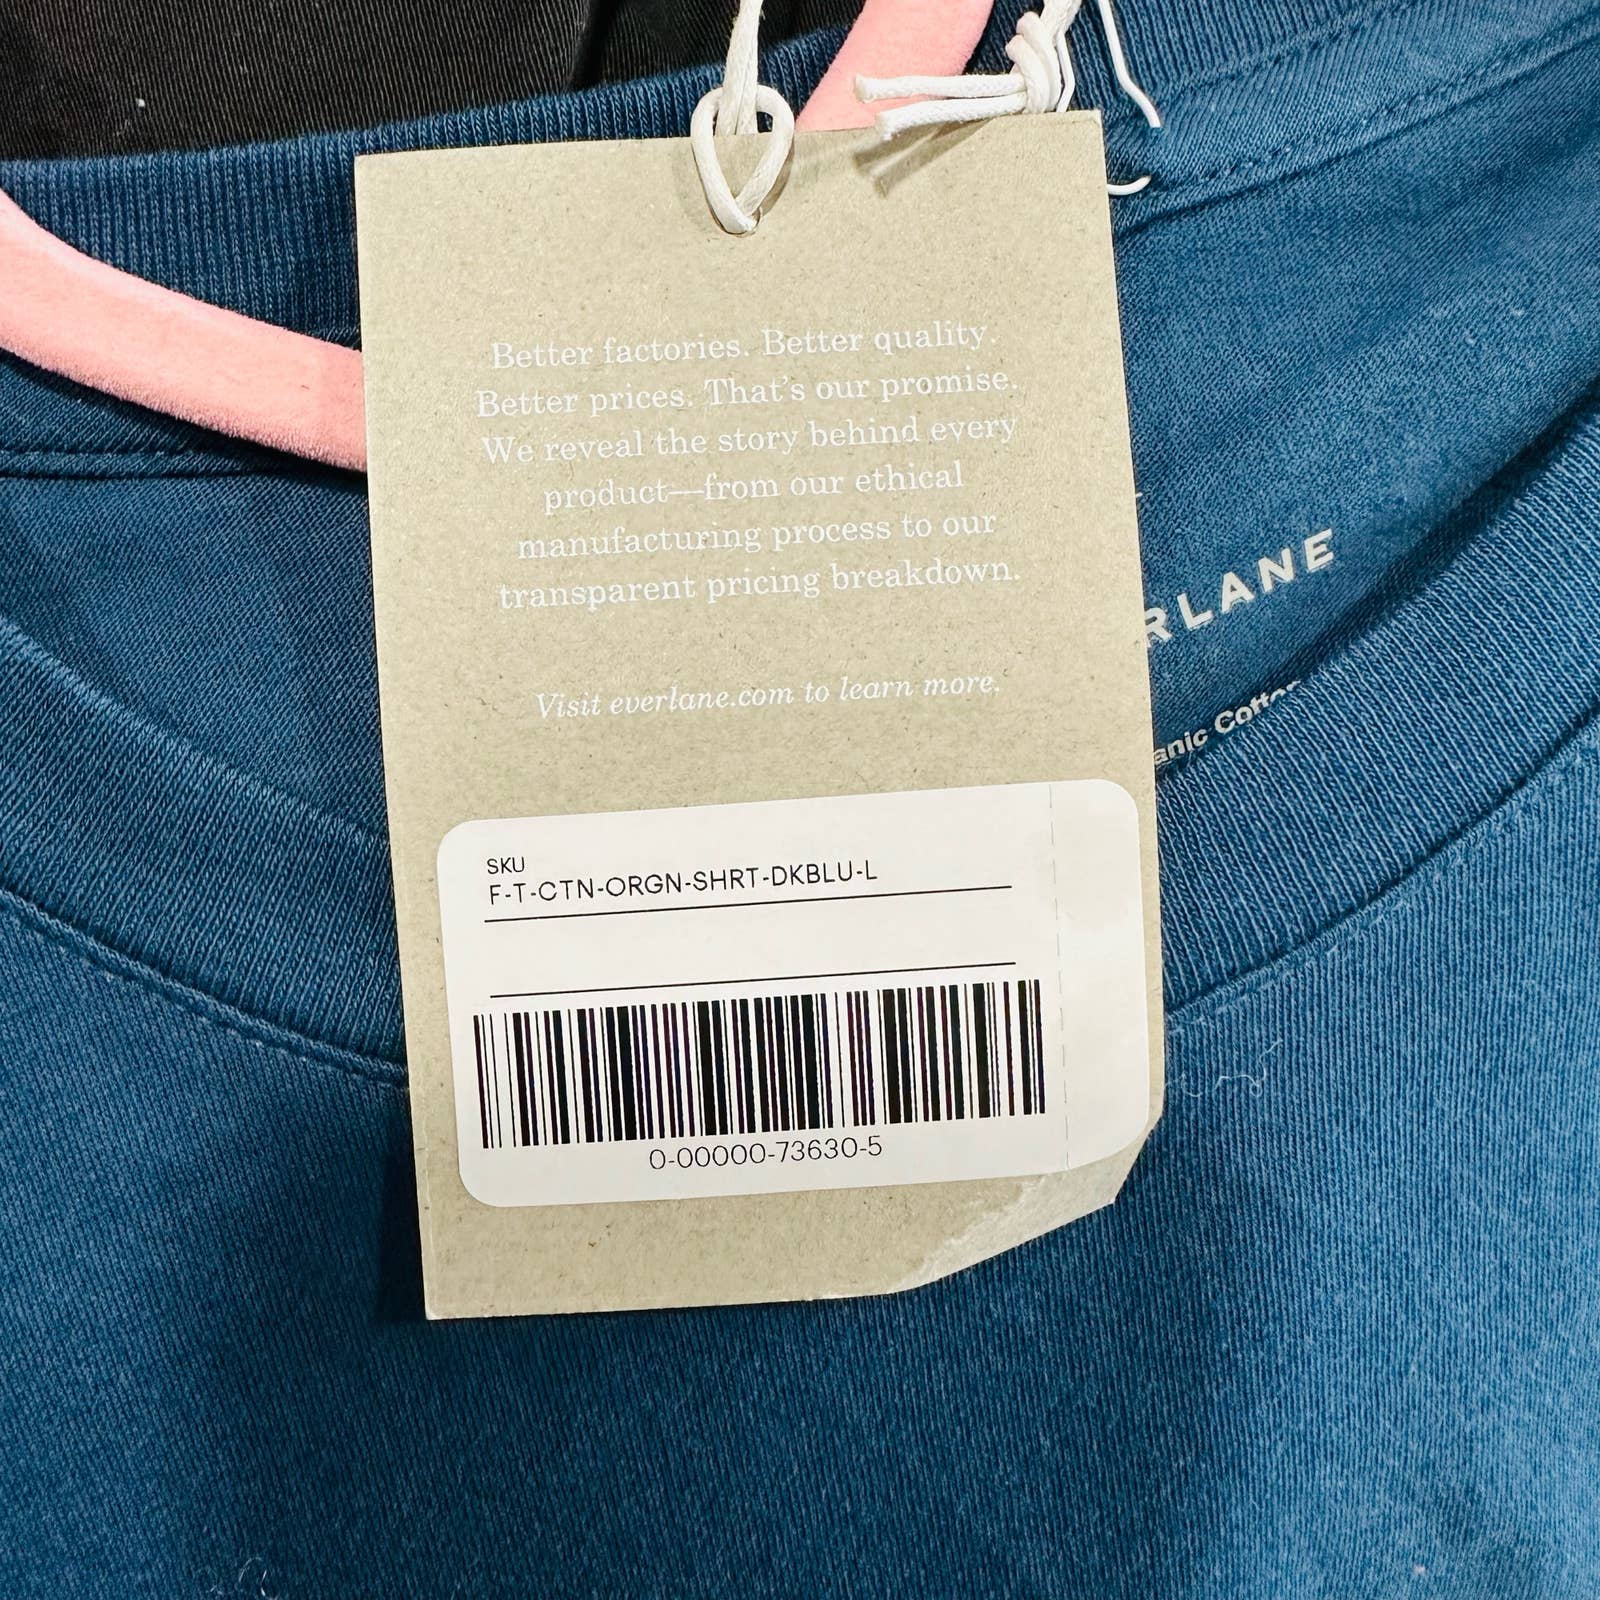 Better factories. Better quality.
Better prices. That's our promise.
We reveal the story behind every
product—from our ethical
manufacturing process to our
transparent pricing breakdown.
Visit everlane.com to learn more.
RLANE
anic Cotton
SKU
F-T-CTN-ORGN-SHRT-DKBLU-L
0-00000-73630-5